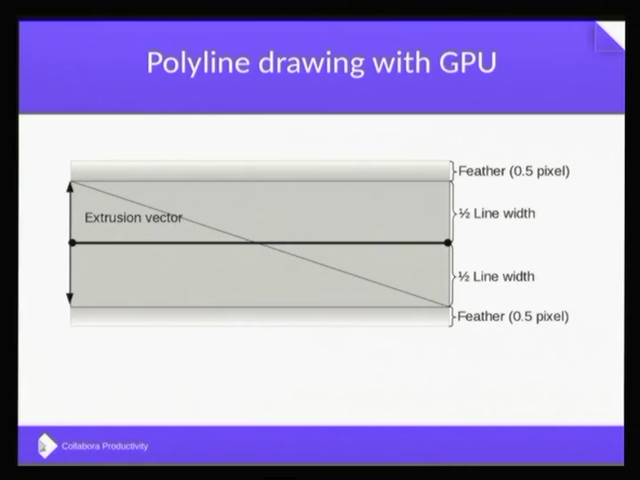 Polyline drawing with GPU
Feather (0.5 pixel)
Extrusion vector
½ Line width
½ Line width
Feather (0.5 pixel)
Collabora Productivity